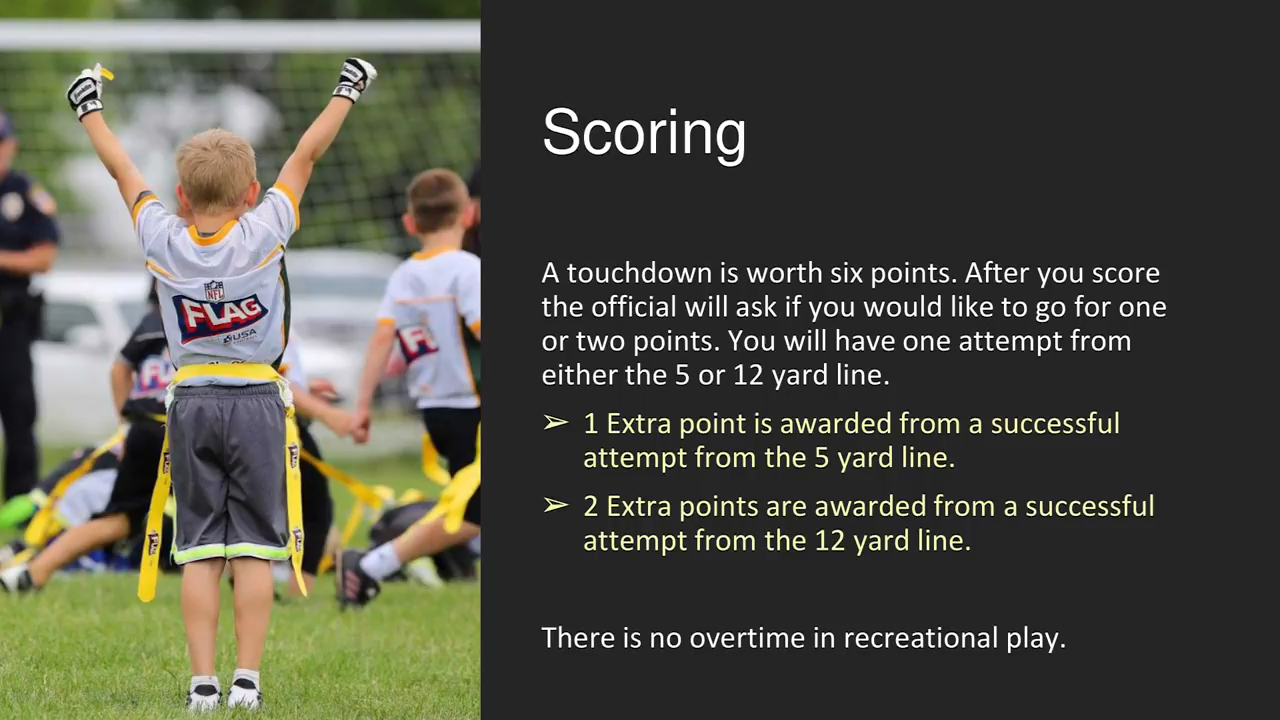 Scoring
A touchdown is worth six points. After you score
the official will ask if you would like to go for one
or two points. You will have one attempt from
either the 5 or 12 yard line.
➢ 1 Extra point is awarded from a successful
attempt from the 5 yard line.
➢ 2 Extra points are awarded from a successful
attempt from the 12 yard line.
There is no overtime in recreational play.
NFL
FLAG
USA